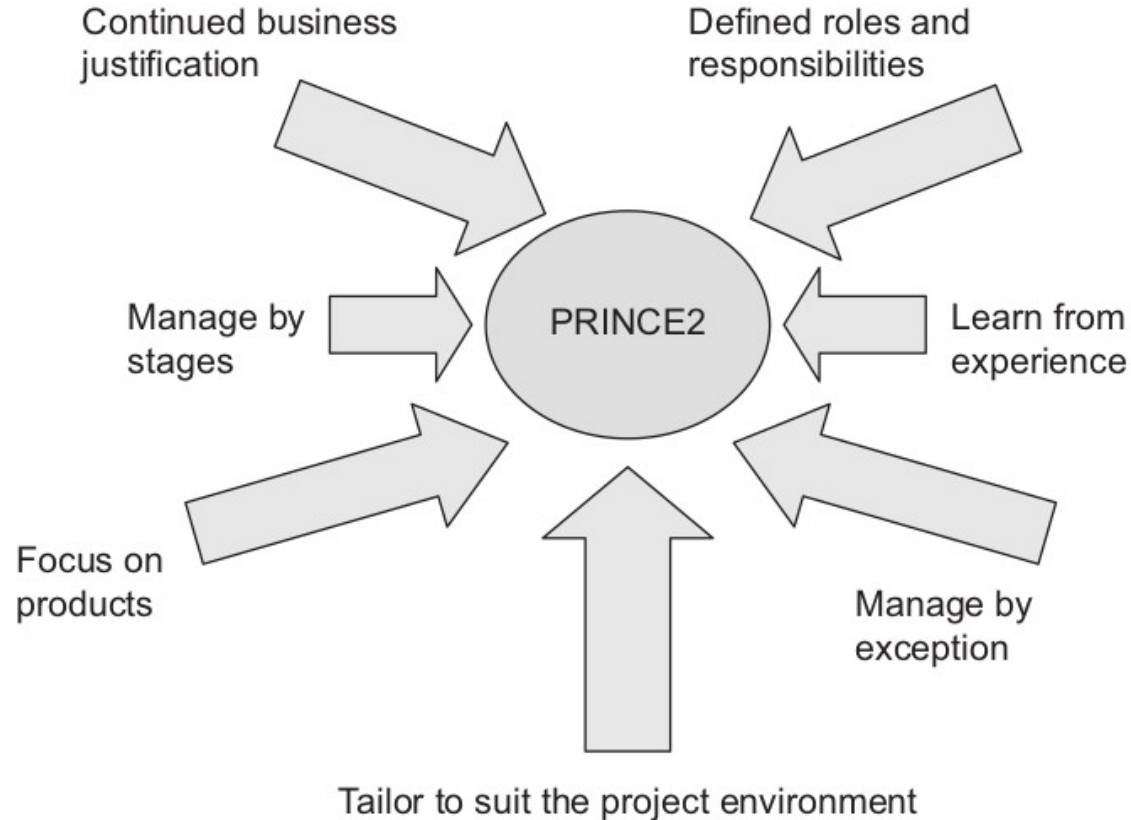 Continued business
justification
Defined roles and
responsibilities
Manage by
stages
PRINCE2
Learn from
experience
Focus on
products
Manage by
exception
Tailor to suit the project environment